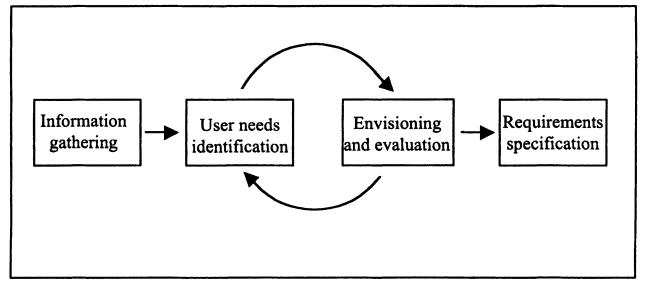 Information
gathering
User needs
identification
Envisioning
and evaluation
Requirements
specification